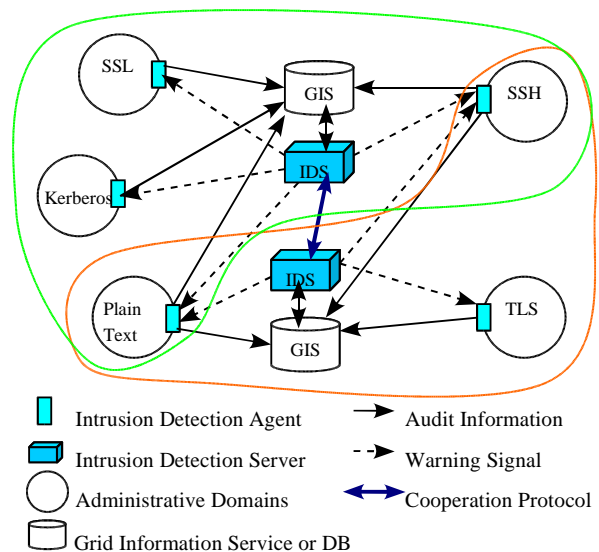 SSL
GIS
SSH
IDS
Kerberos
IDS
Plain
Text
TLS
GIS
Intrusion Detection Agent
Audit Information
Intrusion Detection Server
Warning Signal
Administrative Domains
Cooperation Protocol
Grid Information Service or DB